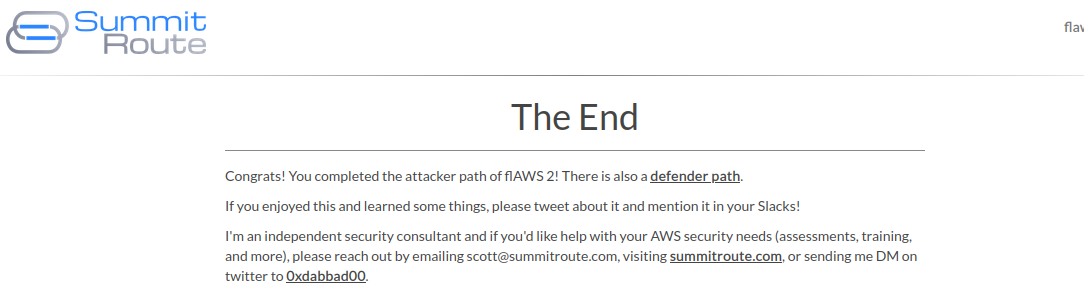 Summit
Route
flaw
The End
Congrats! You completed the attacker path of flAWS 2! There is also a defender path.
If you enjoyed this and learned some things, please tweet about it and mention it in your Slacks!
I'm an independent security consultant and if you'd like help with your AWS security needs (assessments, training,
and more), please reach out by emailing scott@summitroute.com, visiting summitroute.com, or sending me DM on
twitter to 0xdabbad00.